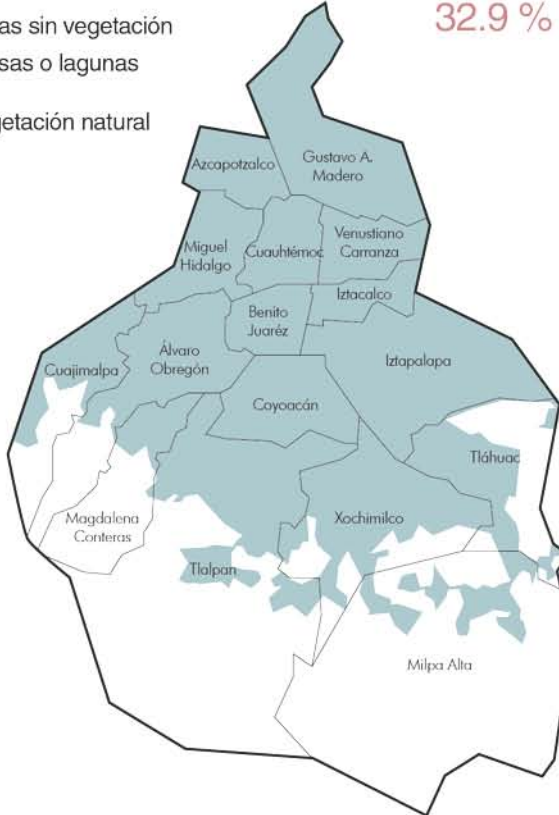 as sin vegetación
32.9 %
sas o lagunas
getación natural
Azcapotzalco
Gustavo A.
Madero
Miguel
Hidalgo
Cuauhtémoc
Venustiano
Carranza
Iztacalco
Benito
Juaréz
Cuajimalpa
Álvaro
Obregón
Iztapalapa
Coyoacán
Tláhuac
Magdalena
Conteras
Xochimilco
Tlalpan
Milpa Alta